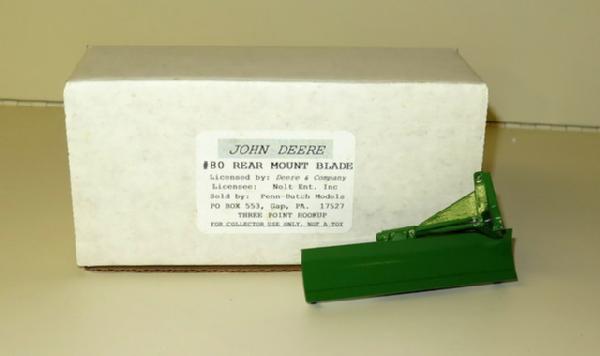 JOHN DEERE
#80 REAR MOUNT BLADE
Licensed by: Deere & Company
Licensee: Nolt Ent. Inc
Sold by: Penn-Dutch Models
PO BOX 553, Gap, PA. 17527
THREE POINT HOOKUP
FOR COLLECTOR USE ONLY, NOT A TOY